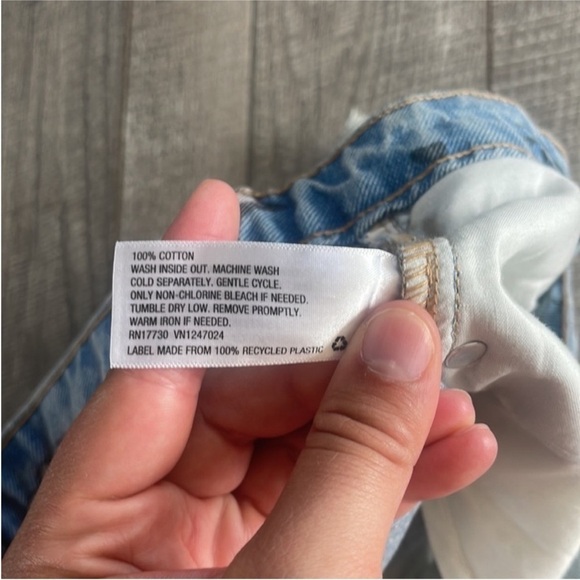 100% COTTON
WASH INSIDE OUT. MACHINE WASH
COLD SEPARATELY. GENTLE CYCLE.
ONLY NON-CHLORINE BLEACH IF NEEDED.
TUMBLE DRY LOW. REMOVE PROMPTLY.
WARM IRON IF NEEDED.
RN17730 VN1247024
LABEL MADE FROM 100% RECYCLED PLASTIC